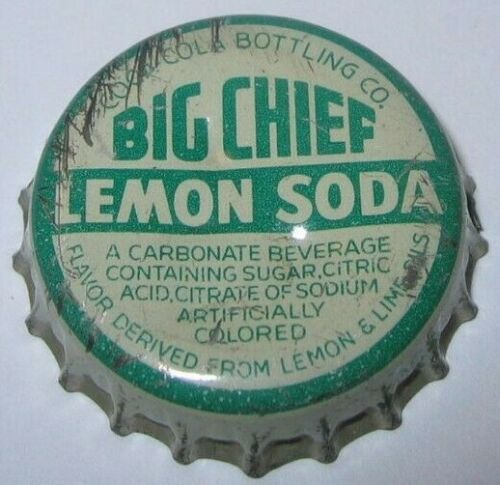 COCA-COLA BOTTLING CO.
BiG CHiEF
LEMON SODA
A CARBONATE BEVERAGE
CONTAINING SUGAR, CITRIC
ACID, CITRATE OF SODIUM
ARTIFICIALLY
COLORED
FLAVOR DERIVED FROM LEMON & LIME OILS